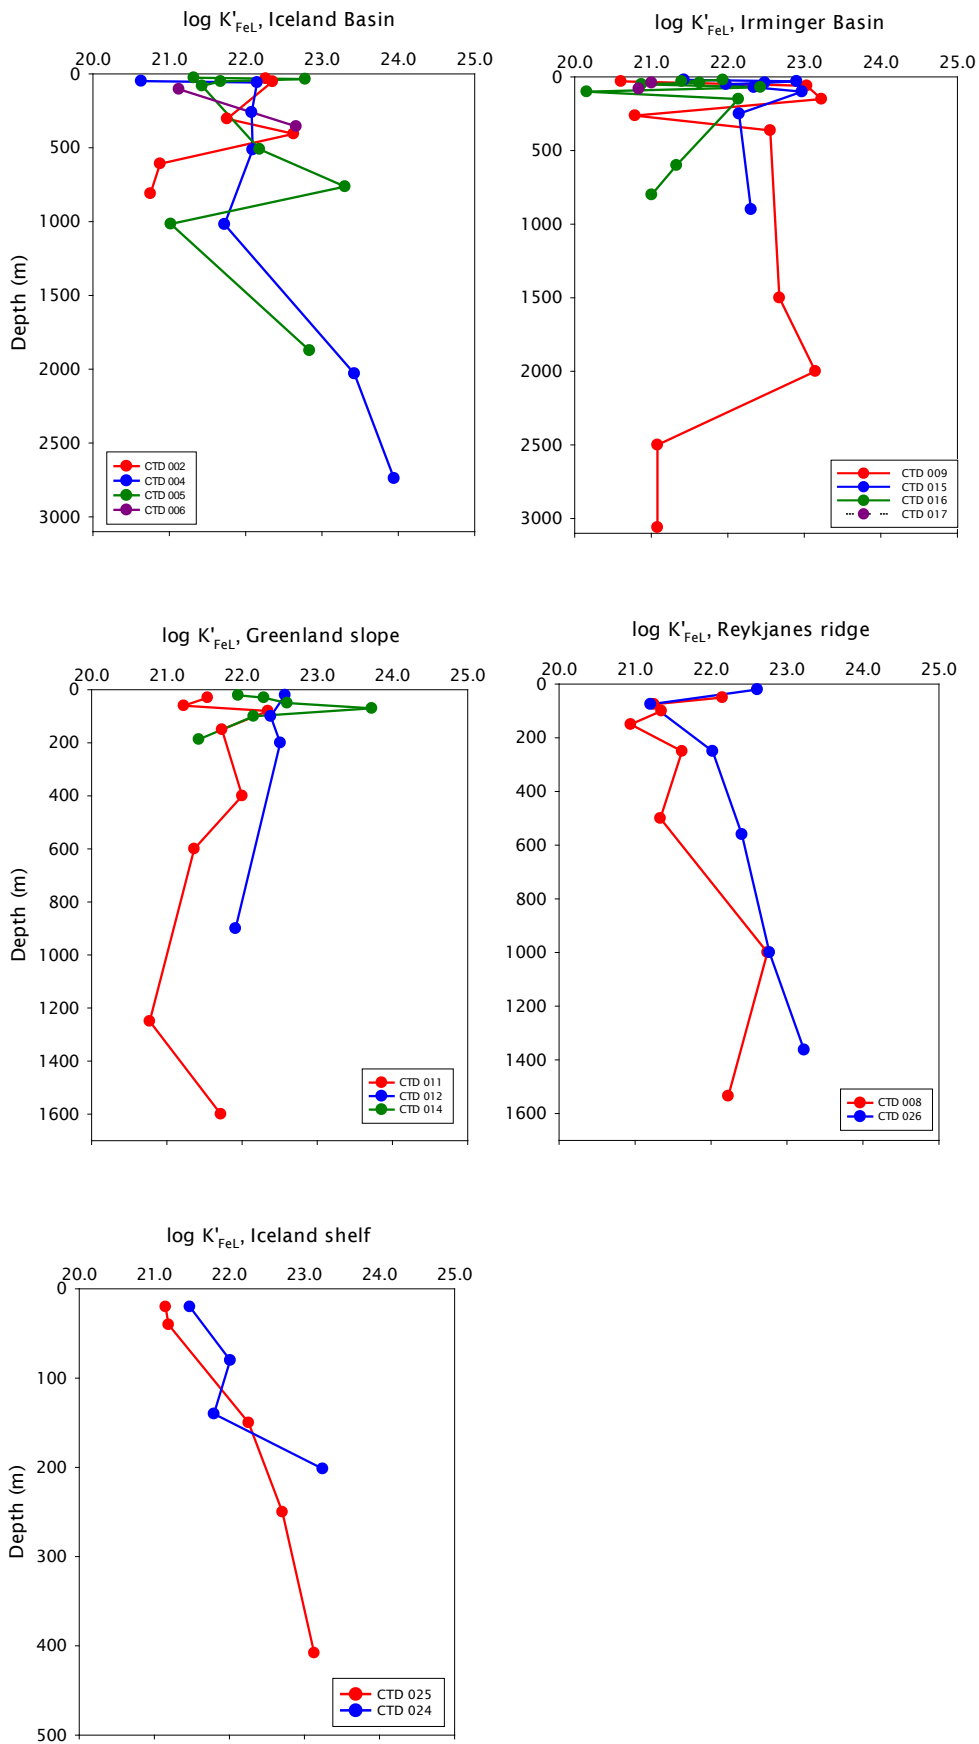 log K'FeL, Iceland Basin
20.0 21.0 22.0 23.0 24.0 25.0
0
500
1000
1500
2000
2500
3000
Depth (m)
CTD 002
CTD 004
CTD 005
CTD 006
log K'FeL, Irminger Basin
20.0 21.0 22.0 23.0 24.0 25.0
0
500
1000
1500
2000
2500
3000
CTD 009
CTD 015
CTD 016
CTD 017
log K'FeL, Greenland slope
20.0 21.0 22.0 23.0 24.0 25.0
0
200
400
600
800
1000
1200
1400
1600
Depth (m)
CTD 011
CTD 012
CTD 014
log K'FeL, Reykjanes ridge
20.0 21.0 22.0 23.0 24.0 25.0
0
200
400
600
800
1000
1200
1400
1600
CTD 008
CTD 026
log K'FeL, Iceland shelf
20.0 21.0 22.0 23.0 24.0 25.0
0
100
200
300
400
500
Depth (m)
CTD 025
CTD 024